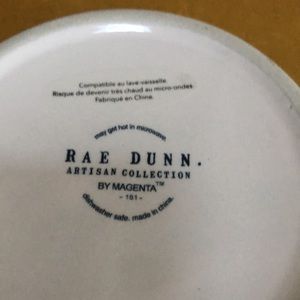 Compatible au lave-vaisselle.
Risque de devenir très chaud au micro-ondes
Fabriqué en Chine.
may get hot in microwave.
RAE DUNN.
ARTISAN COLLECTION
BY MAGENTA™
- 181 -
dishwasher safe. made in china.